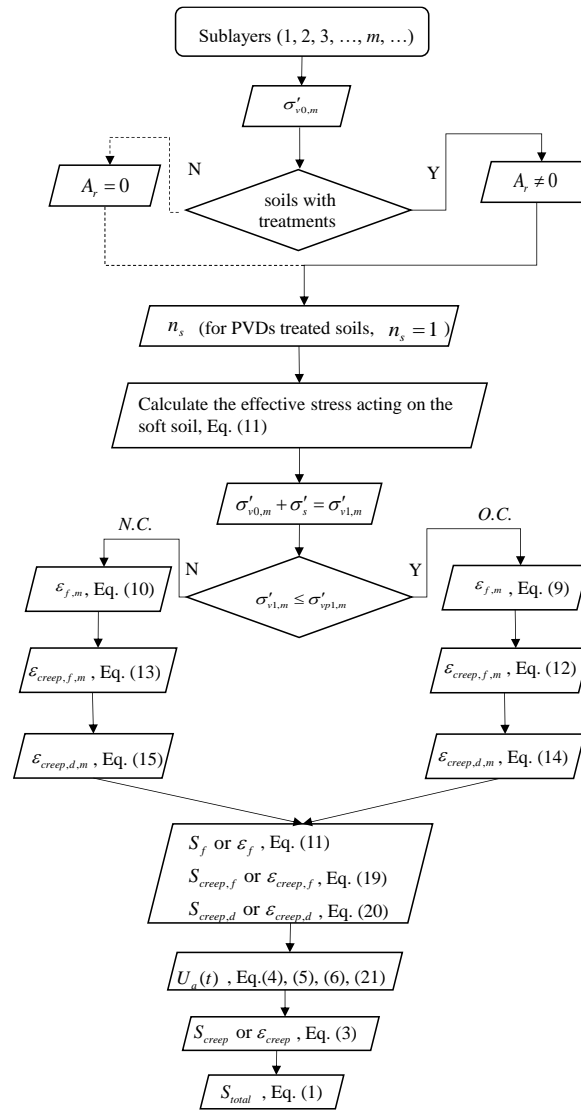 Sublayers (1, 2, 3, …, m, …)
σ′v0,m
N
Y
Ar = 0
Ar ≠ 0
soils with
treatments
ns (for PVDs treated soils, ns = 1 )
Calculate the effective stress acting on the
soft soil, Eq. (11)
σ′v0,m + σ′s = σ′v1,m
N.C.
O.C.
N
Y
εf,m, Eq. (10)
σ′v1,m ≤ σ′vp1,m
εf,m , Eq. (9)
εcreep,f,m , Eq. (13)
εcreep,f,m , Eq. (12)
εcreep,d,m , Eq. (15)
εcreep,d,m , Eq. (14)
Sf or εf , Eq. (11)
Screep,f or εcreep,f , Eq. (19)
Screep,d or εcreep,d , Eq. (20)
Ua(t) , Eq.(4), (5), (6), (21)
Screep or εcreep , Eq. (3)
Stotal , Eq. (1)